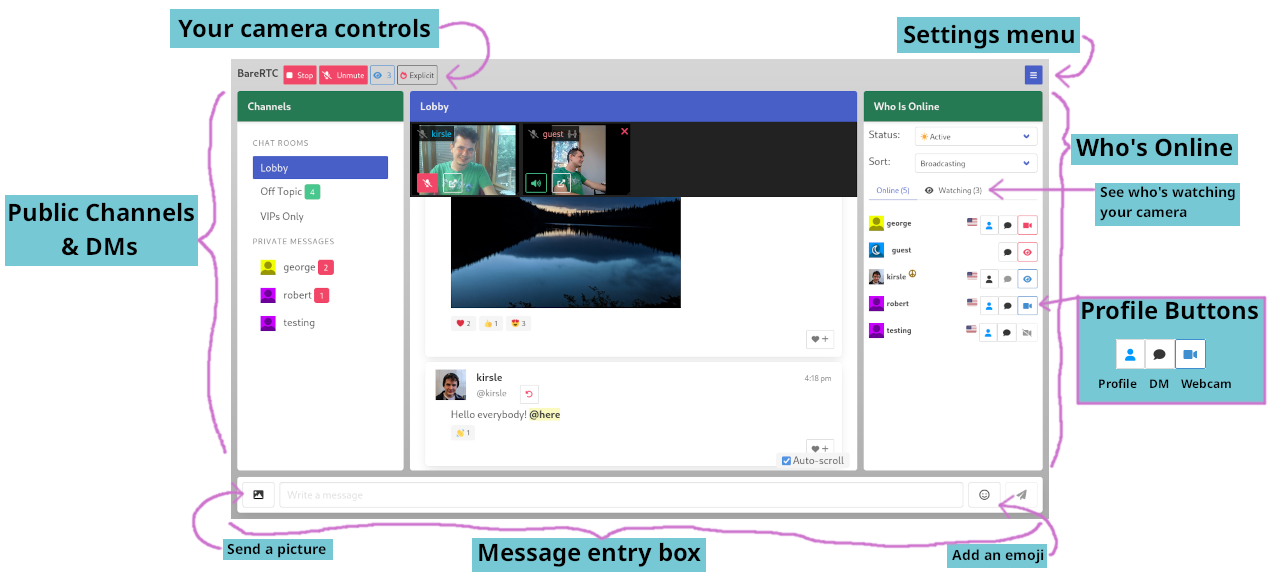 Your camera controls
Settings menu
BareRTC
Stop
Unmute
3
Explicit
Channels
CHAT ROOMS
Lobby
Off Topic 4
VIPs Only
PRIVATE MESSAGES
george 2
robert 1
testing
Lobby
kirsle
guest
2
1
3
+
kirsle
4:18 pm
@kirsle
Hello everybody! @here
1
+
Auto-scroll
Who Is Online
Status: Active
Sort: Broadcasting
Online (5) Watching (3)
george
guest
kirsle
robert
testing
Public Channels
& DMs
Who's Online
See who's watching
your camera
Profile Buttons
Profile DM Webcam
Write a message
Send a picture
Message entry box
Add an emoji